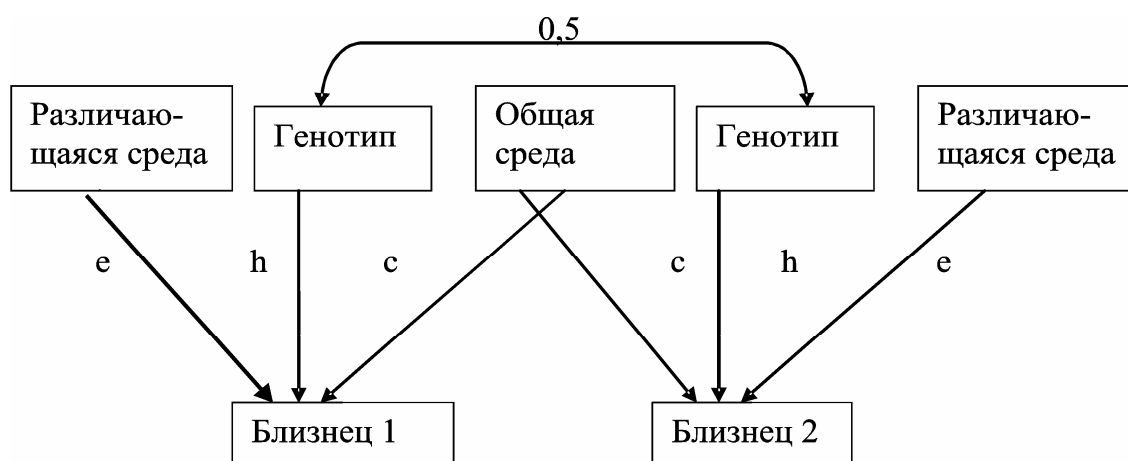 0,5
Различаю-
щаяся среда
Генотип
Общая
среда
Генотип
Различаю-
щаяся среда
e
h
c
c
h
e
Близнец 1
Близнец 2